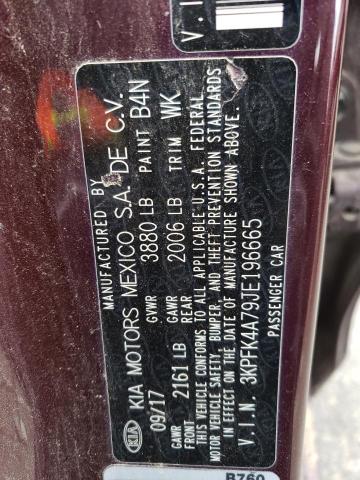 V.I
MANUFACTURED BY
KIA KIA MOTORS MEXICO S.A. DE C.V.
09/17 GVWR 3880 LB PAINT B4N
GAWR FRONT 2161 LB GAWR REAR 2006 LB TRIM WK
THIS VEHICLE CONFORMS TO ALL APPLICABLE U.S.A. FEDERAL
MOTOR VEHICLE SAFETY, BUMPER, AND THEFT PREVENTION STANDARDS
IN EFFECT ON THE DATE OF MANUFACTURE SHOWN ABOVE.
V.I.N. 3KPFK4A79JE196665
PASSENGER CAR
B760